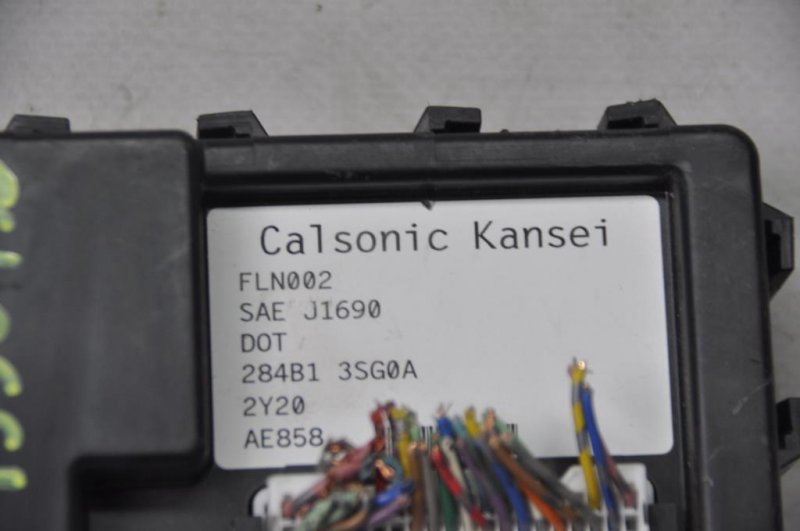 Calsonic Kansei
FLN002
SAE J1690
DOT
284B1 3SG0A
2Y20
AE858